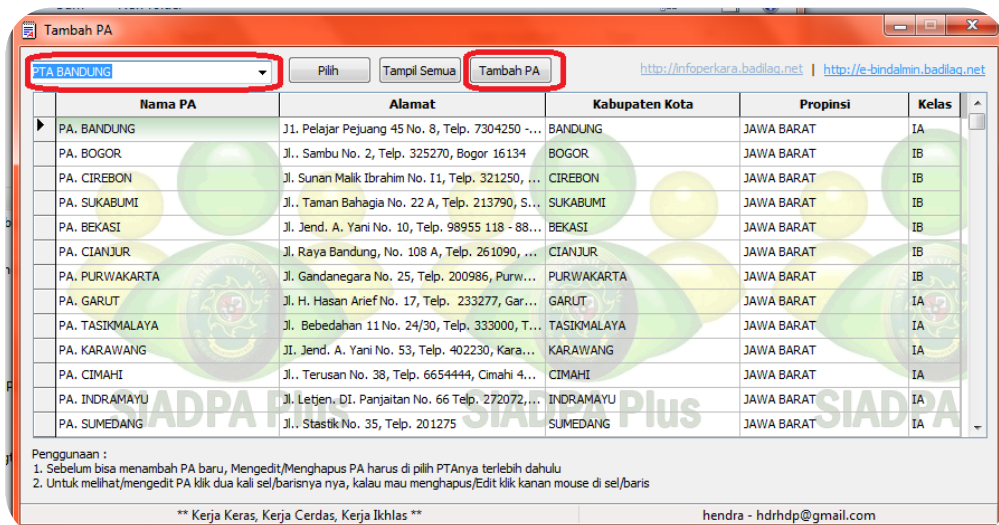 Tambah PA
PTA BANDUNG Pilih Tampil Semua Tambah PA http://infoperkara.badilag.net | http://e-bindalmin.badilag.net
Nama PA Alamat Kabupaten Kota Propinsi Kelas
PA. BANDUNG J1. Pelajar Pejuang 45 No. 8, Telp. 7304250 -... BANDUNG JAWA BARAT IA
PA. BOGOR Jl.. Sambu No. 2, Telp. 325270, Bogor 16134 BOGOR JAWA BARAT IB
PA. CIREBON Jl. Sunan Malik Ibrahim No. I1, Telp. 321250, ... CIREBON JAWA BARAT IB
PA. SUKABUMI Jl.. Taman Bahagia No. 22 A, Telp. 213790, S... SUKABUMI JAWA BARAT IB
PA. BEKASI Jl. Jend. A. Yani No. 10, Telp. 98955 118 - 88... BEKASI JAWA BARAT IB
PA. CIANJUR Jl. Raya Bandung, No. 108 A, Telp. 261090, ... CIANJUR JAWA BARAT IB
PA. PURWAKARTA Jl. Gandanegara No. 25, Telp. 200986, Purw... PURWAKARTA JAWA BARAT IB
PA. GARUT Jl. H. Hasan Arief No. 17, Telp. 233277, Gar... GARUT JAWA BARAT IA
PA. TASIKMALAYA Jl. Bebedahan 11 No. 24/30, Telp. 333000, T... TASIKMALAYA JAWA BARAT IA
PA. KARAWANG JI. Jend. A. Yani No. 53, Telp. 402230, Kara... KARAWANG JAWA BARAT IA
PA. CIMAHI Jl.. Terusan No. 38, Telp. 6654444, Cimahi 4... CIMAHI JAWA BARAT IA
PA. INDRAMAYU Jl. Letjen. DI. Panjaitan No. 66 Telp. 272072,... INDRAMAYU JAWA BARAT IA
PA. SUMEDANG Jl.. Stastik No. 35, Telp. 201275 SUMEDANG JAWA BARAT IA
SIADPA Plus SIADPA Plus SIADPA
Penggunaan :
1. Sebelum bisa menambah PA baru, Mengedit/Menghapus PA harus di pilih PTAnya terlebih dahulu
2. Untuk melihat/mengedit PA klik dua kali sel/barisnya nya, kalau mau menghapus/Edit klik kanan mouse di sel/baris
** Kerja Keras, Kerja Cerdas, Kerja Ikhlas ** hendra - hdrhdp@gmail.com